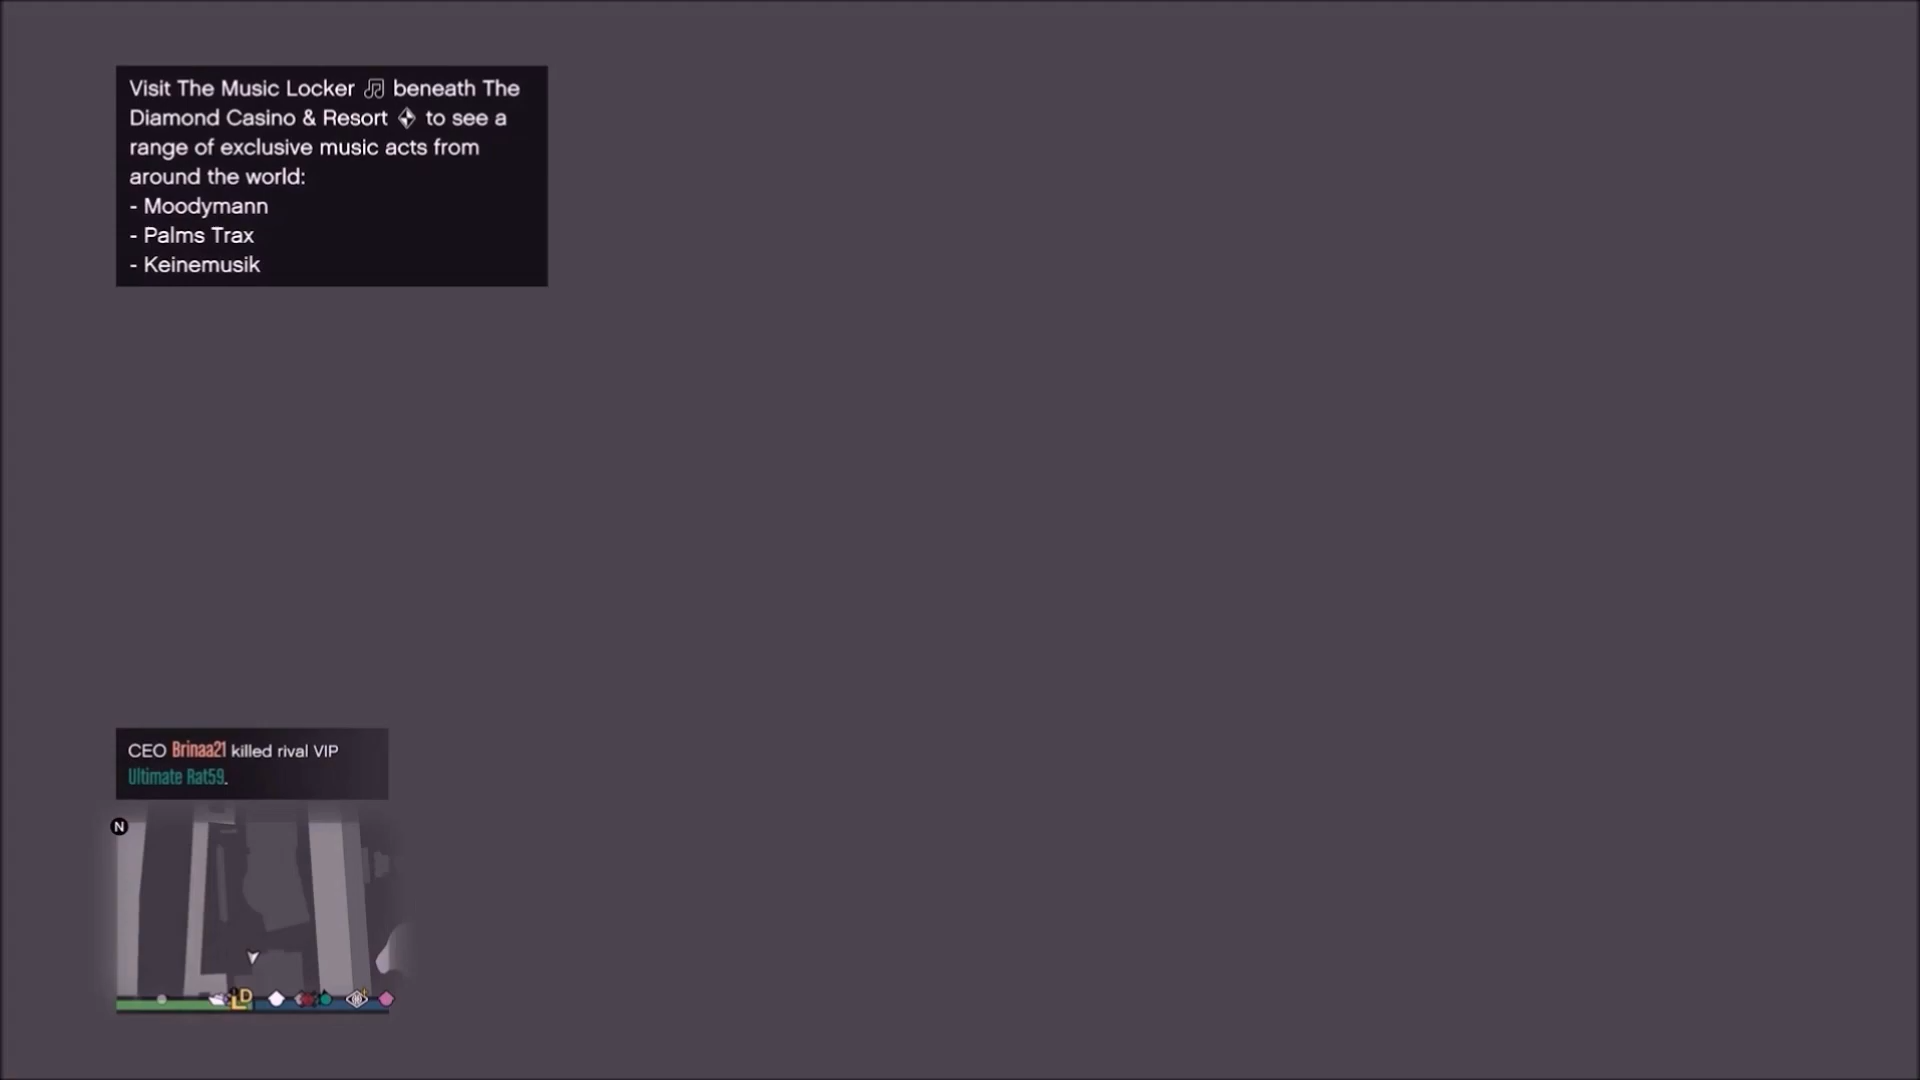 Visit The Music Locker beneath The
Diamond Casino & Resort to see a
range of exclusive music acts from
around the world:
- Moodymann
- Palms Trax
- Keinemusik
CEO Brinaa21 killed rival VIP
Ultimate Rat59.
N
LD